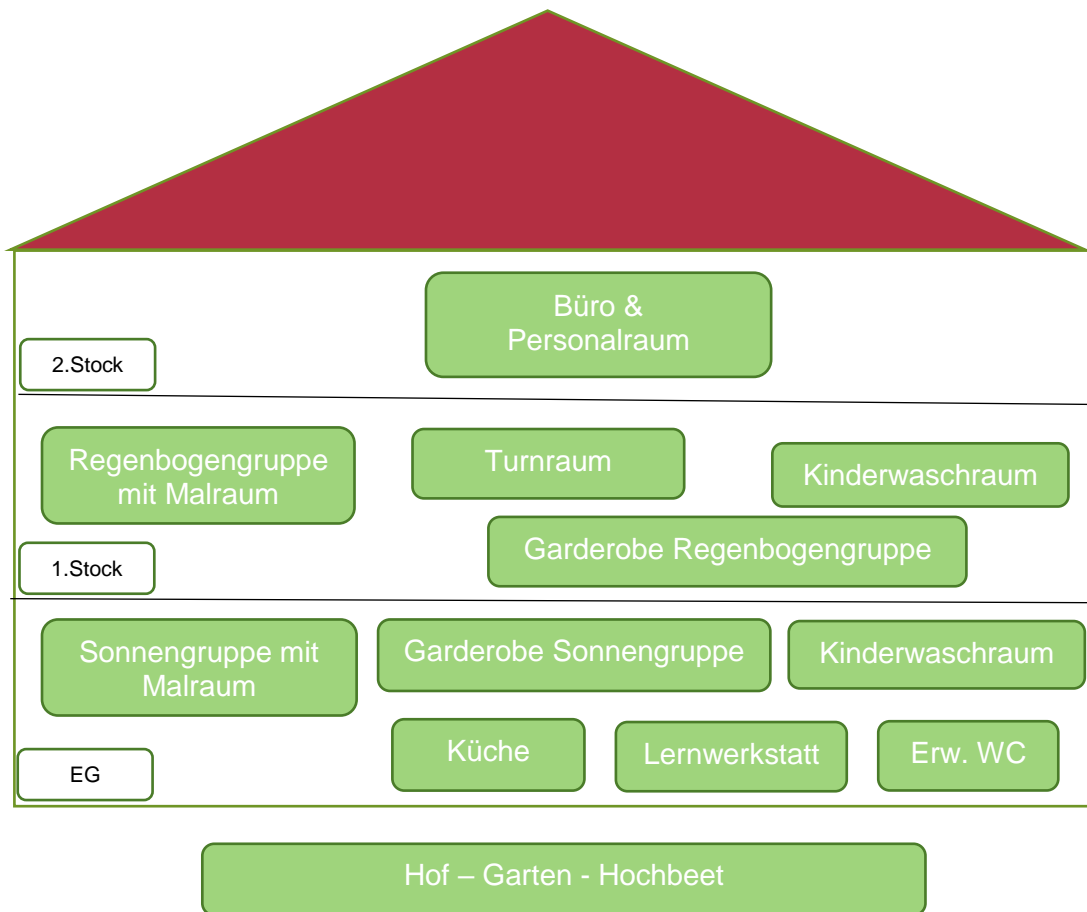 Büro &
Personalraum
2.Stock
Regenbogengruppe
mit Malraum
Turnraum
Kinderwaschraum
Garderobe Regenbogengruppe
1.Stock
Sonnengruppe mit
Malraum
Garderobe Sonnengruppe
Kinderwaschraum
Küche
Lernwerkstatt
Erw. WC
EG
Hof – Garten - Hochbeet